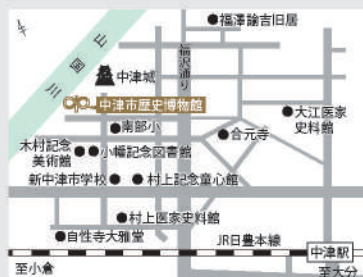 福澤諭吉旧居
山国川
福沢通り
中津城
中津市歴史博物館
大江医家
史料館
南部小
合元寺
木村記念
美術館
小幡記念図書館
新中津市学校
村上記念童心館
村上医家史料館
自性寺大雅堂
JR日豊本線
中津駅
至小倉
至大分